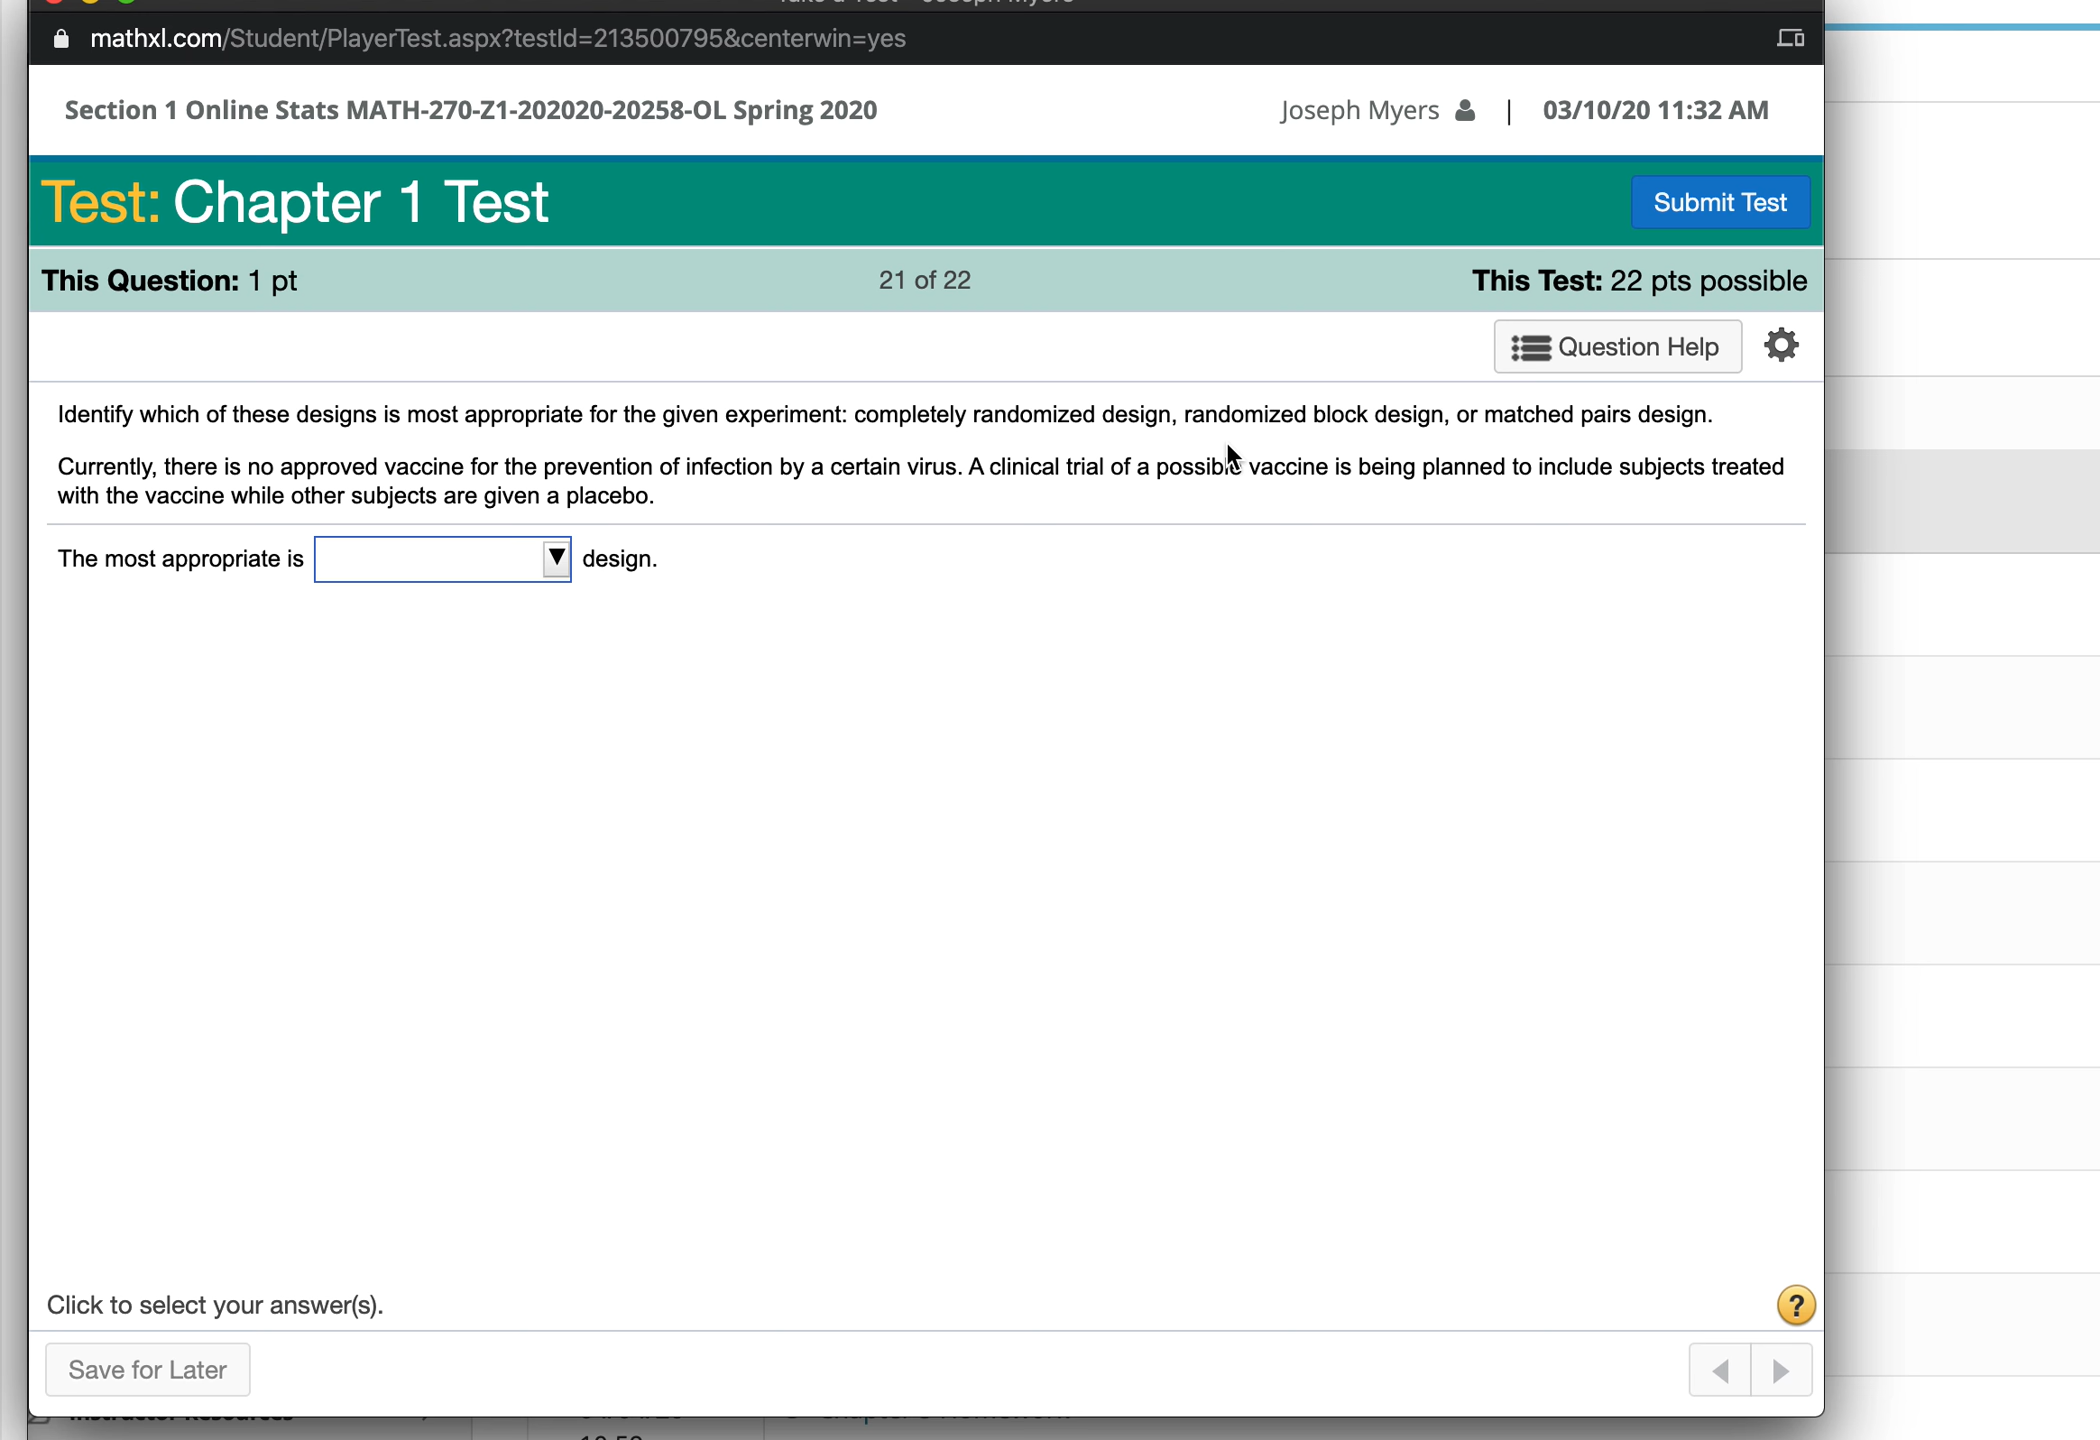 mathxl.com/Student/PlayerTest.aspx?testId=213500795&centerwin=yes
Section 1 Online Stats MATH-270-Z1-202020-20258-OL Spring 2020 Joseph Myers | 03/10/20 11:32 AM
Test: Chapter 1 Test Submit Test
This Question: 1 pt 21 of 22 This Test: 22 pts possible
Question Help
Identify which of these designs is most appropriate for the given experiment: completely randomized design, randomized block design, or matched pairs design.
Currently, there is no approved vaccine for the prevention of infection by a certain virus. A clinical trial of a possible vaccine is being planned to include subjects treated
with the vaccine while other subjects are given a placebo.
The most appropriate is design.
Click to select your answer(s). ?
Save for Later